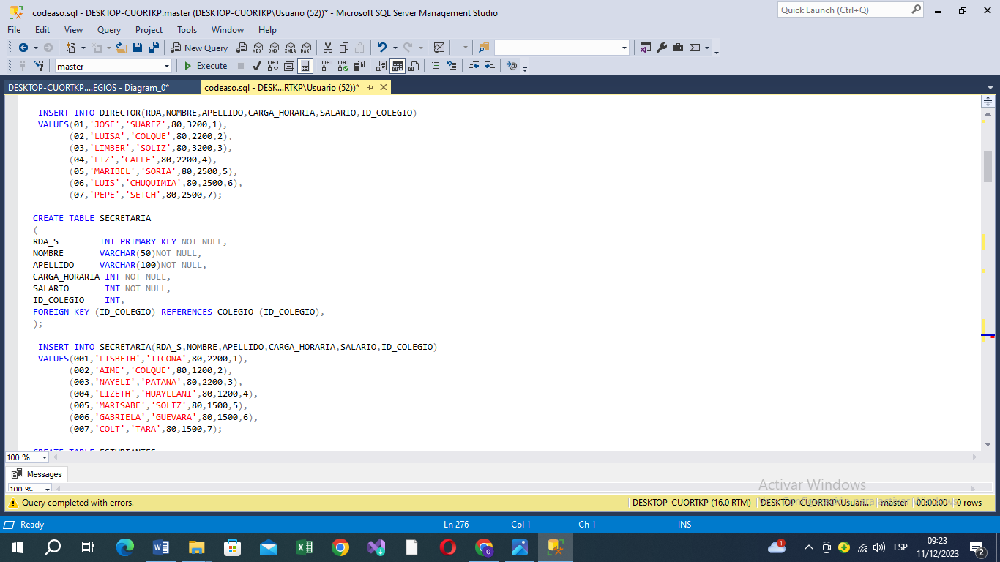 codeaso.sql - DESKTOP-CUORTKP.master (DESKTOP-CUORTKP\Usuario (52))* - Microsoft SQL Server Management Studio
Quick Launch (Ctrl+Q)
File Edit View Query Project Tools Window Help
New Query MDX DMX XMLA DAX
master Execute
DESKTOP-CUORTKP....EGIOS - Diagram_0* codeaso.sql - DESK...RTKP\Usuario (52))*
INSERT INTO DIRECTOR(RDA,NOMBRE,APELLIDO,CARGA_HORARIA,SALARIO,ID_COLEGIO)
VALUES(01,'JOSE','SUAREZ',80,3200,1),
(02,'LUISA','COLQUE',80,2200,2),
(03,'LIMBER','SOLIZ',80,3200,3),
(04,'LIZ','CALLE',80,2200,4),
(05,'MARIBEL','SORIA',80,2500,5),
(06,'LUIS','CHUQUIMIA',80,2500,6),
(07,'PEPE','SETCH',80,2500,7);
CREATE TABLE SECRETARIA
(
RDA_S INT PRIMARY KEY NOT NULL,
NOMBRE VARCHAR(50)NOT NULL,
APELLIDO VARCHAR(100)NOT NULL,
CARGA_HORARIA INT NOT NULL,
SALARIO INT NOT NULL,
ID_COLEGIO INT,
FOREIGN KEY (ID_COLEGIO) REFERENCES COLEGIO (ID_COLEGIO),
);
INSERT INTO SECRETARIA(RDA_S,NOMBRE,APELLIDO,CARGA_HORARIA,SALARIO,ID_COLEGIO)
VALUES(001,'LISBETH','TICONA',80,2200,1),
(002,'AIME','COLQUE',80,1200,2),
(003,'NAYELI','PATANA',80,2200,3),
(004,'LIZETH','HUAYLLANI',80,1200,4),
(005,'MARISABE','SOLIZ',80,1500,5),
(006,'GABRIELA','GUEVARA',80,1500,6),
(007,'COLT','TARA',80,1500,7);
CREATE TABLE ESTUDIANTES
100 %
Messages
100 %
Activar Windows
Query completed with errors. DESKTOP-CUORTKP (16.0 RTM) DESKTOP-CUORTKP\Usuari... master 00:00:00 0 rows
Ready Ln 276 Col 1 Ch 1 INS
1 ESP 09:23
11/12/2023 2